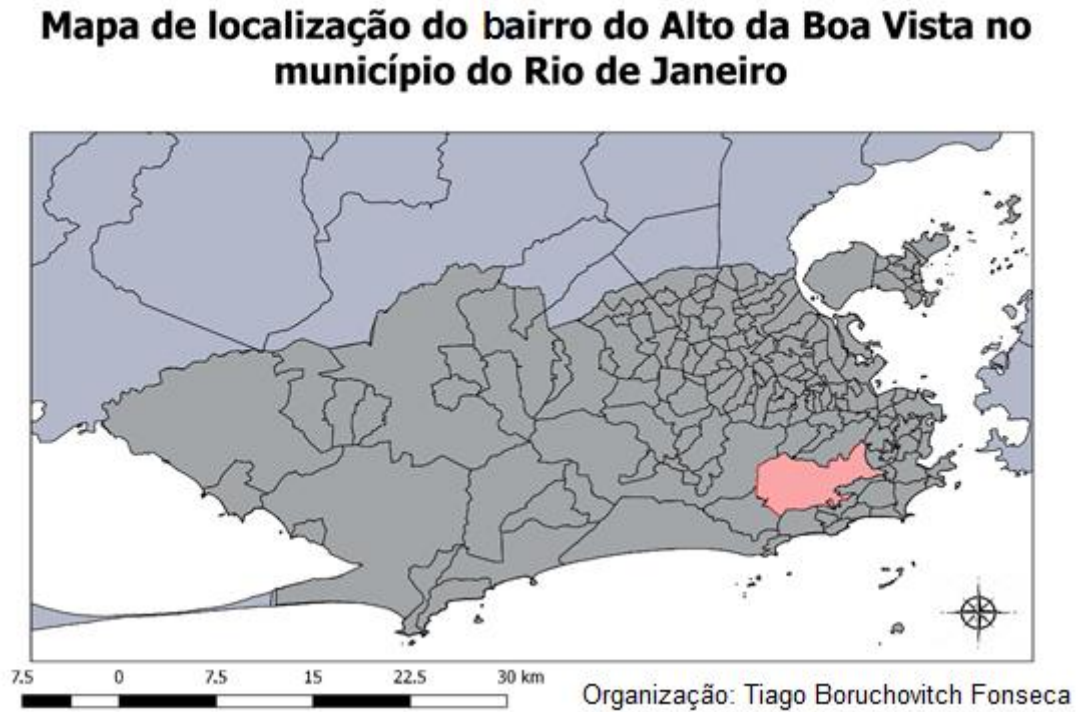 Mapa de localização do bairro do Alto da Boa Vista no
município do Rio de Janeiro
7.5 0 7.5 15 22.5 30 km
Organização: Tiago Boruchovitch Fonseca